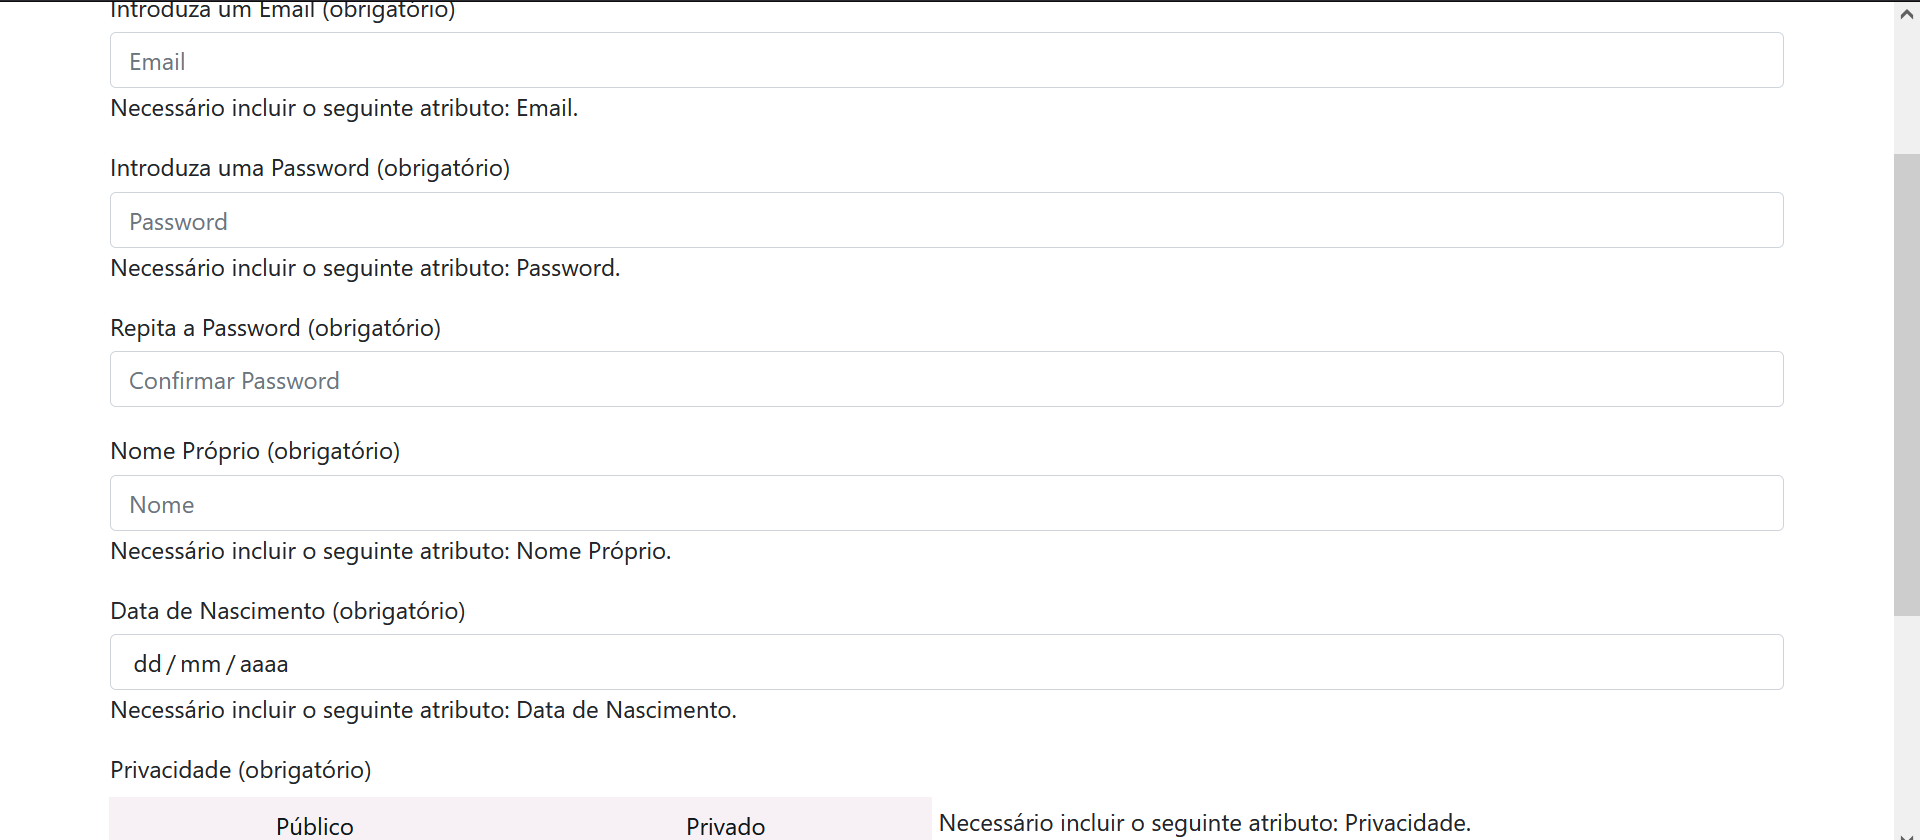 Introduza um Email (obrigatório)
Email
Necessário incluir o seguinte atributo: Email.
Introduza uma Password (obrigatório)
Password
Necessário incluir o seguinte atributo: Password.
Repita a Password (obrigatório)
Confirmar Password
Nome Próprio (obrigatório)
Nome
Necessário incluir o seguinte atributo: Nome Próprio.
Data de Nascimento (obrigatório)
dd/mm/aaaa
Necessário incluir o seguinte atributo: Data de Nascimento.
Privacidade (obrigatório)
Público Privado Necessário incluir o seguinte atributo: Privacidade.